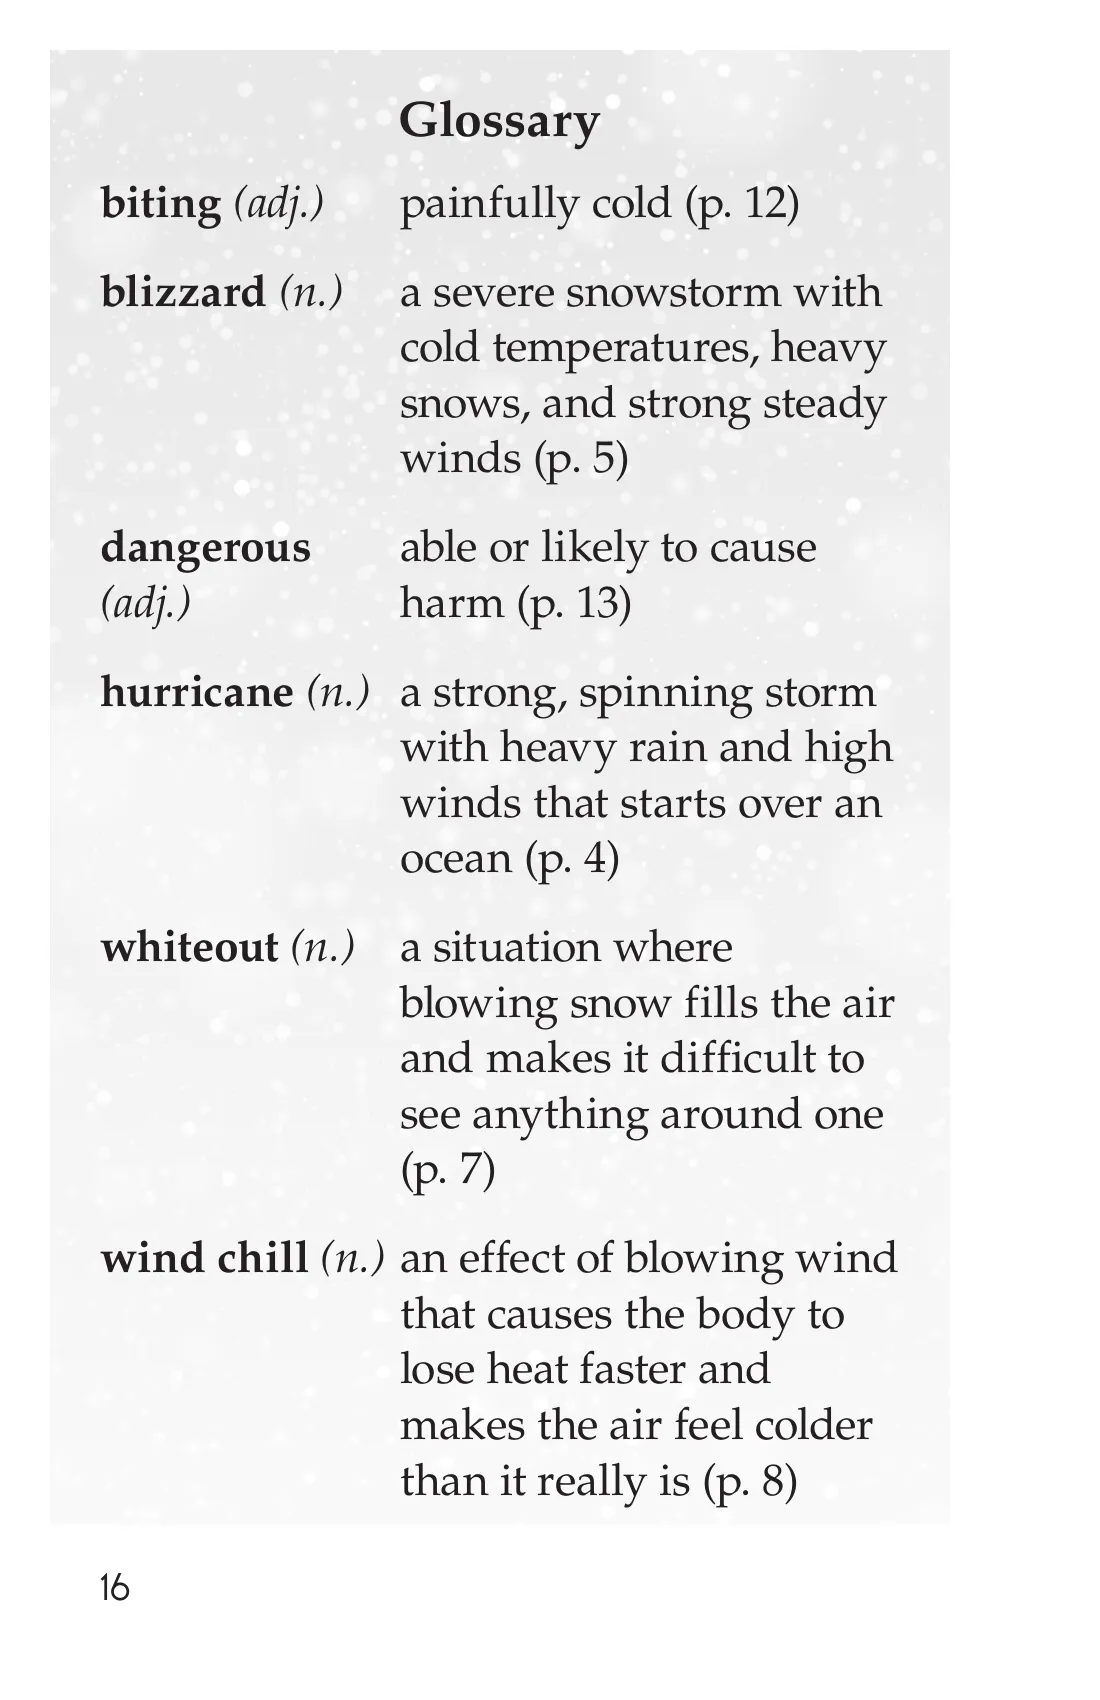 Glossary
biting (adj.) painfully cold (p. 12)
blizzard (n.) a severe snowstorm with
cold temperatures, heavy
snows, and strong steady
winds (p. 5)
dangerous able or likely to cause
(adj.) harm (p. 13)
hurricane (n.) a strong, spinning storm
with heavy rain and high
winds that starts over an
ocean (p. 4)
whiteout (n.) a situation where
blowing snow fills the air
and makes it difficult to
see anything around one
(p. 7)
wind chill (n.) an effect of blowing wind
that causes the body to
lose heat faster and
makes the air feel colder
than it really is (p. 8)
16